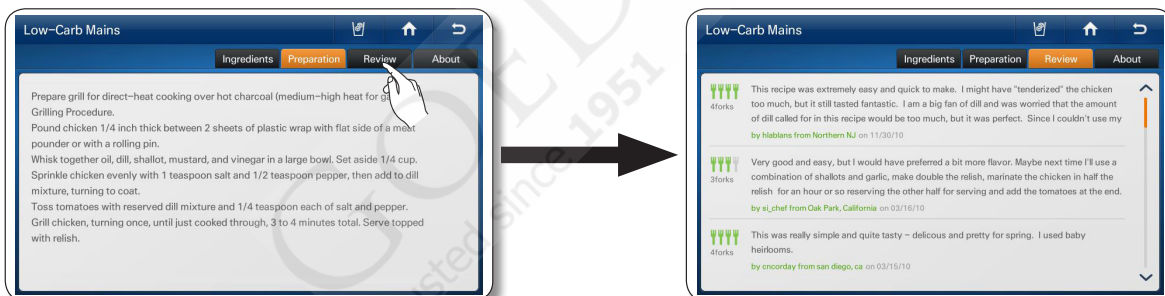 Low-Carb Mains
Ingredients Preparation Review About
Prepare grill for direct-heat cooking over hot charcoal (medium-high heat for
Grilling Procedure.
Pound chicken 1/4 inch thick between 2 sheets of plastic wrap with flat side of a meat
pounder or with a rolling pin.
Whisk together oil, dill, shallot, mustard, and vinegar in a large bowl. Set aside 1/4 cup.
Sprinkle chicken evenly with 1 teaspoon salt and 1/2 teaspoon pepper, then add to dill
mixture, turning to coat.
Toss tomatoes with reserved dill mixture and 1/4 teaspoon each of salt and pepper.
Grill chicken, turning once, until just cooked through, 3 to 4 minutes total. Serve topped
with relish.
Low-Carb Mains
Ingredients Preparation Review About
4forks
This recipe was extremely easy and quick to make. I might have "tenderized" the chicken
too much, but it still tasted fantastic. I am a big fan of dill and was worried that the amount
of dill called for in this recipe would be too much, but it was perfect. Since I couldn't use my
by hlablans from Northern NJ on 11/30/10
3forks
Very good and easy, but I would have preferred a bit more flavor. Maybe next time I'll use a
combination of shallots and garlic, make double the relish, marinate the chicken in half the
relish for an hour or so reserving the other half for serving and add the tomatoes at the end.
by si_chef from Oak Park, California on 03/16/10
4forks
This was really simple and quite tasty - delicous and pretty for spring. I used baby
heirlooms.
by cncorday from san diego, ca on 03/15/10
GOED
usted since 1951